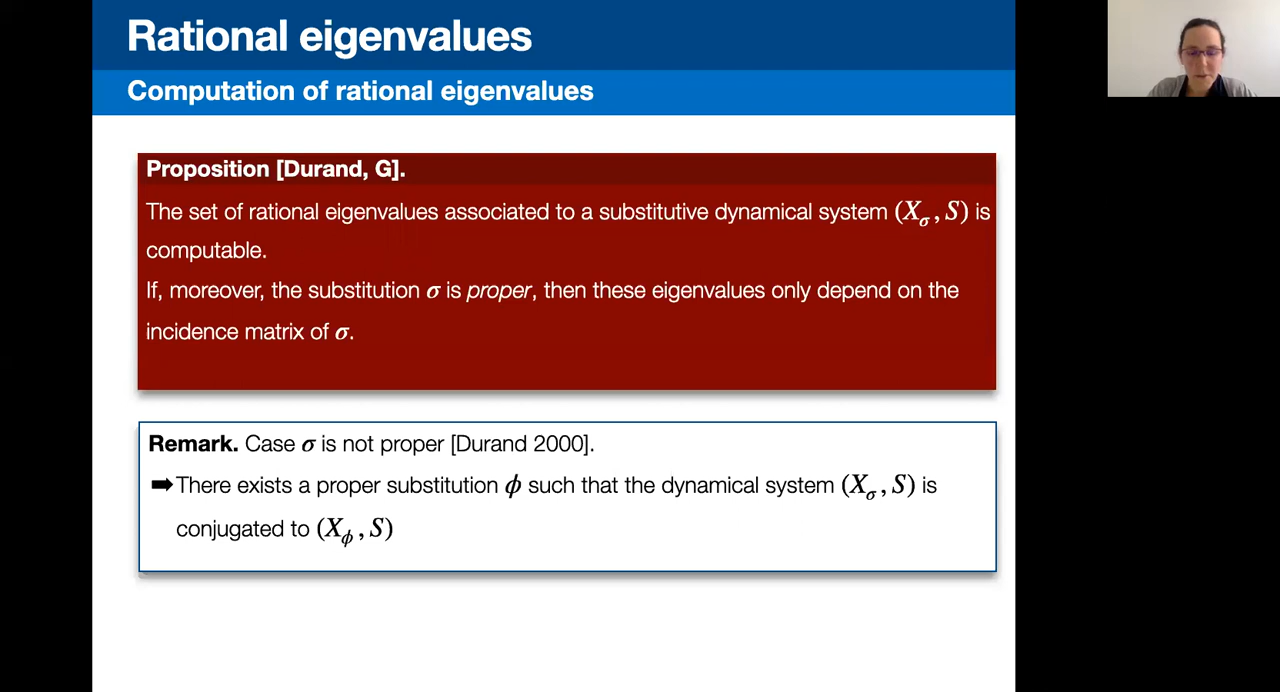 Rational eigenvalues
Computation of rational eigenvalues
Proposition [Durand, G].
The set of rational eigenvalues associated to a substitutive dynamical system (X_σ, S) is
computable.
If, moreover, the substitution σ is proper, then these eigenvalues only depend on the
incidence matrix of σ.
Remark. Case σ is not proper [Durand 2000].
➡There exists a proper substitution ϕ such that the dynamical system (X_σ, S) is
conjugated to (X_ϕ, S)